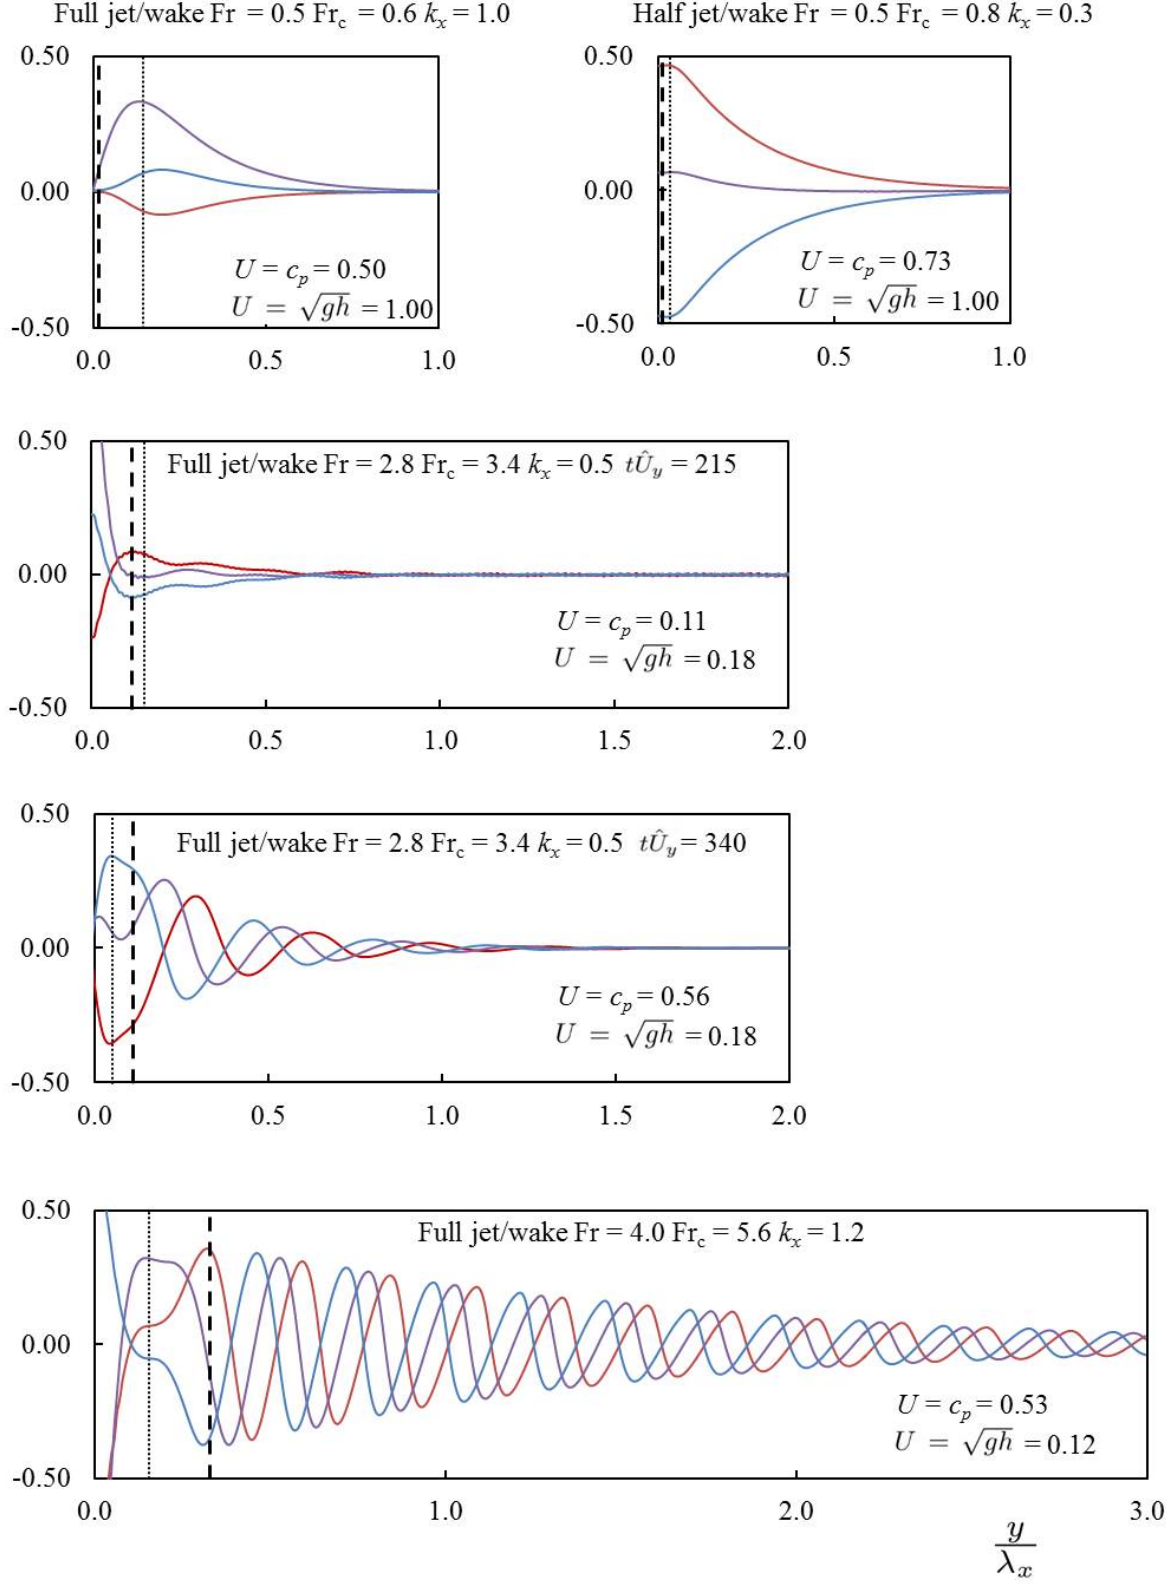 Full jet/wake Fr = 0.5 Fr_c = 0.6 k_x = 1.0
0.50
0.00
-0.50
U = c_p = 0.50
U = √gh = 1.00
0.0 0.5 1.0
Half jet/wake Fr = 0.5 Fr_c = 0.8 k_x = 0.3
0.50
0.00
-0.50
U = c_p = 0.73
U = √gh = 1.00
0.0 0.5 1.0
0.50
0.00
-0.50
Full jet/wake Fr = 2.8 Fr_c = 3.4 k_x = 0.5 tÛ_y = 215
U = c_p = 0.11
U = √gh = 0.18
0.0 0.5 1.0 1.5 2.0
0.50
0.00
-0.50
Full jet/wake Fr = 2.8 Fr_c = 3.4 k_x = 0.5 tÛ_y = 340
U = c_p = 0.56
U = √gh = 0.18
0.0 0.5 1.0 1.5 2.0
0.50
0.00
-0.50
Full jet/wake Fr = 4.0 Fr_c = 5.6 k_x = 1.2
U = c_p = 0.53
U = √gh = 0.12
0.0 1.0 2.0 3.0
y
λ_x